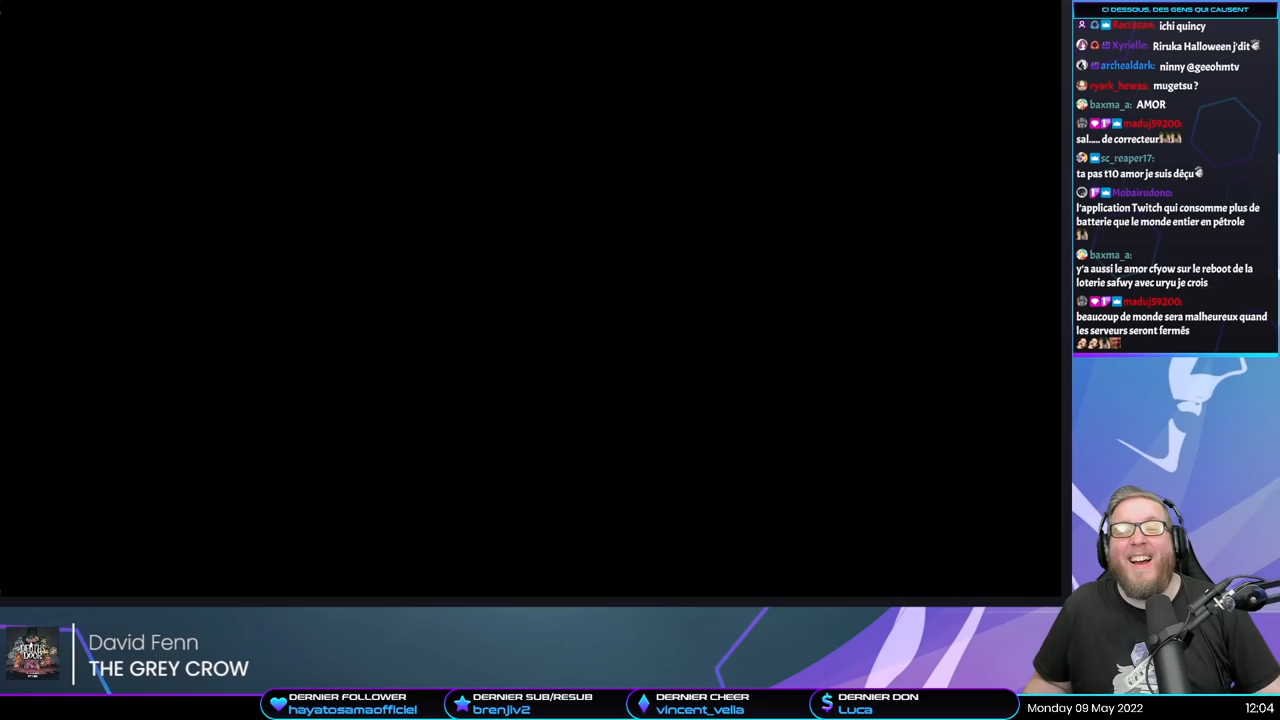 CI DESSOUS, DES GENS QUI CAUSENT
Rectazan: ichi quincy
Xyrielle: Riruka Halloween j'dit
archealdark: ninny @geeohmtv
ryark_hewas: mugetsu ?
baxma_a: AMOR
maduj59200:
sal..... de correcteur
sc_reaper17:
ta pas t10 amor je suis déçu
Mobairudono:
l'application Twitch qui consomme plus de
batterie que le monde entier en pétrole
baxma_a:
y'a aussi le amor cfyow sur le reboot de la
loterie safwy avec uryu je crois
maduj59200:
beaucoup de monde sera malheureux quand
les serveurs seront fermés
DEATH'S
DOOR
David Fenn
THE GREY CROW
DERNIER FOLLOWER
hayatosamaofficiel
DERNIER SUB/RESUB
brenjiv2
DERNIER CHEER
vincent_vella
DERNIER DON
Luca
Monday 09 May 2022
12:04